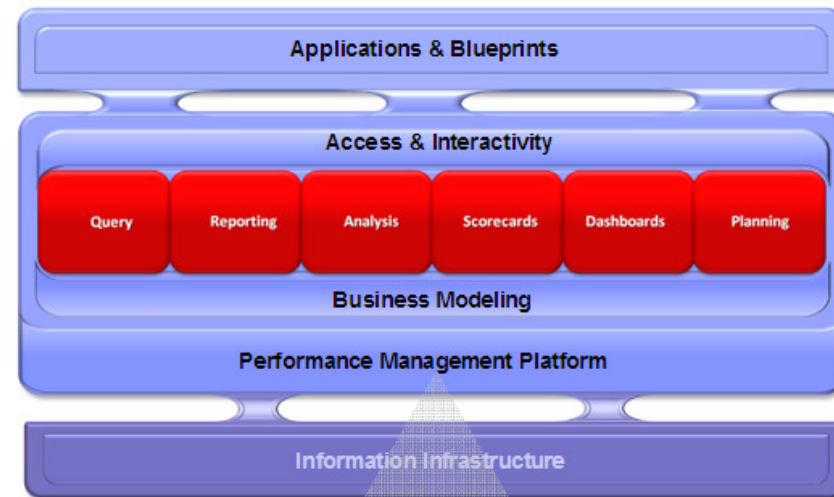 Applications & Blueprints
Access & Interactivity
Query Reporting Analysis Scorecards Dashboards Planning
Business Modeling
Performance Management Platform
Information Infrastructure